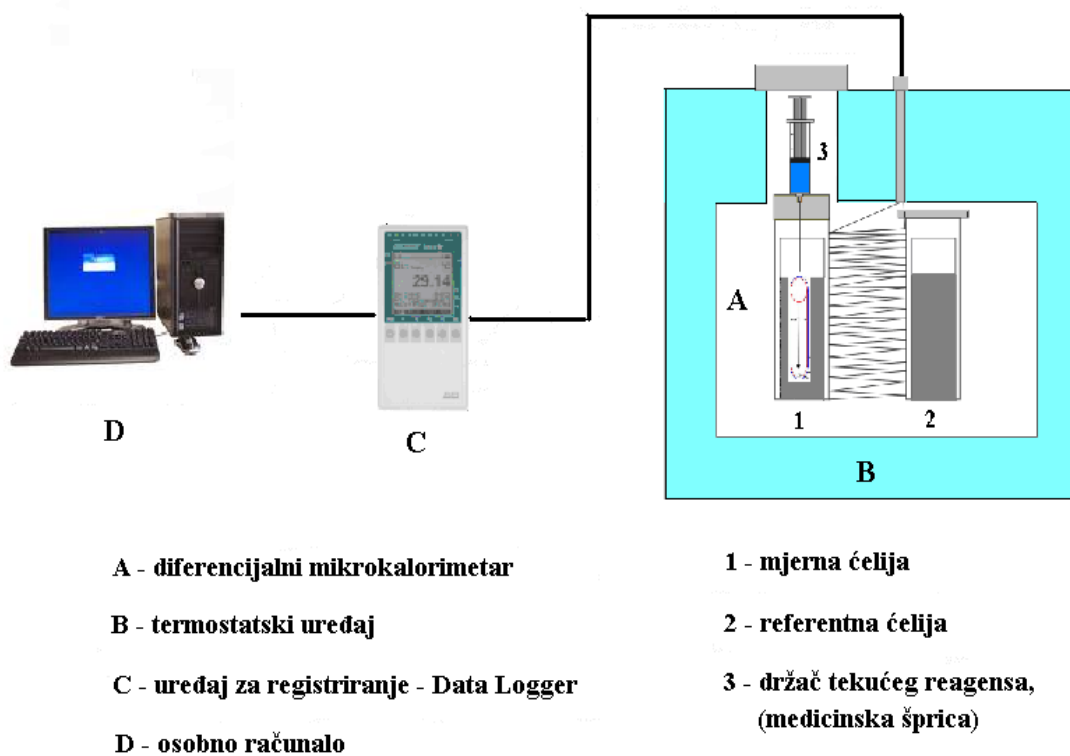 3
29.14
A
1
2
D
C
B
A - diferencijalni mikrokalorimetar
B - termostatski uređaj
C - uređaj za registriranje - Data Logger
D - osobno računalo
1 - mjerna ćelija
2 - referentna ćelija
3 - držač tekućeg reagensa,
(medicinska šprica)